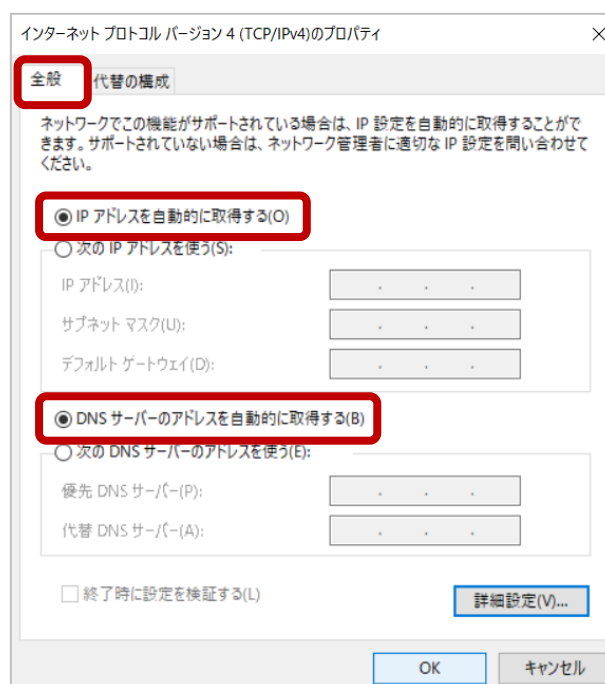 インターネット プロトコル バージョン 4 (TCP/IPv4)のプロパティ
全般
代替の構成
ネットワークでこの機能がサポートされている場合は、IP 設定を自動的に取得することがで
きます。サポートされていない場合は、ネットワーク管理者に適切な IP 設定を問い合わせて
ください。
IP アドレスを自動的に取得する(O)
次の IP アドレスを使う(S):
IP アドレス(I):
サブネット マスク(U):
デフォルト ゲートウェイ(D):
DNS サーバーのアドレスを自動的に取得する(B)
次の DNS サーバーのアドレスを使う(E):
優先 DNS サーバー(P):
代替 DNS サーバー(A):
終了時に設定を検証する(L)
詳細設定(V)...
OK
キャンセル